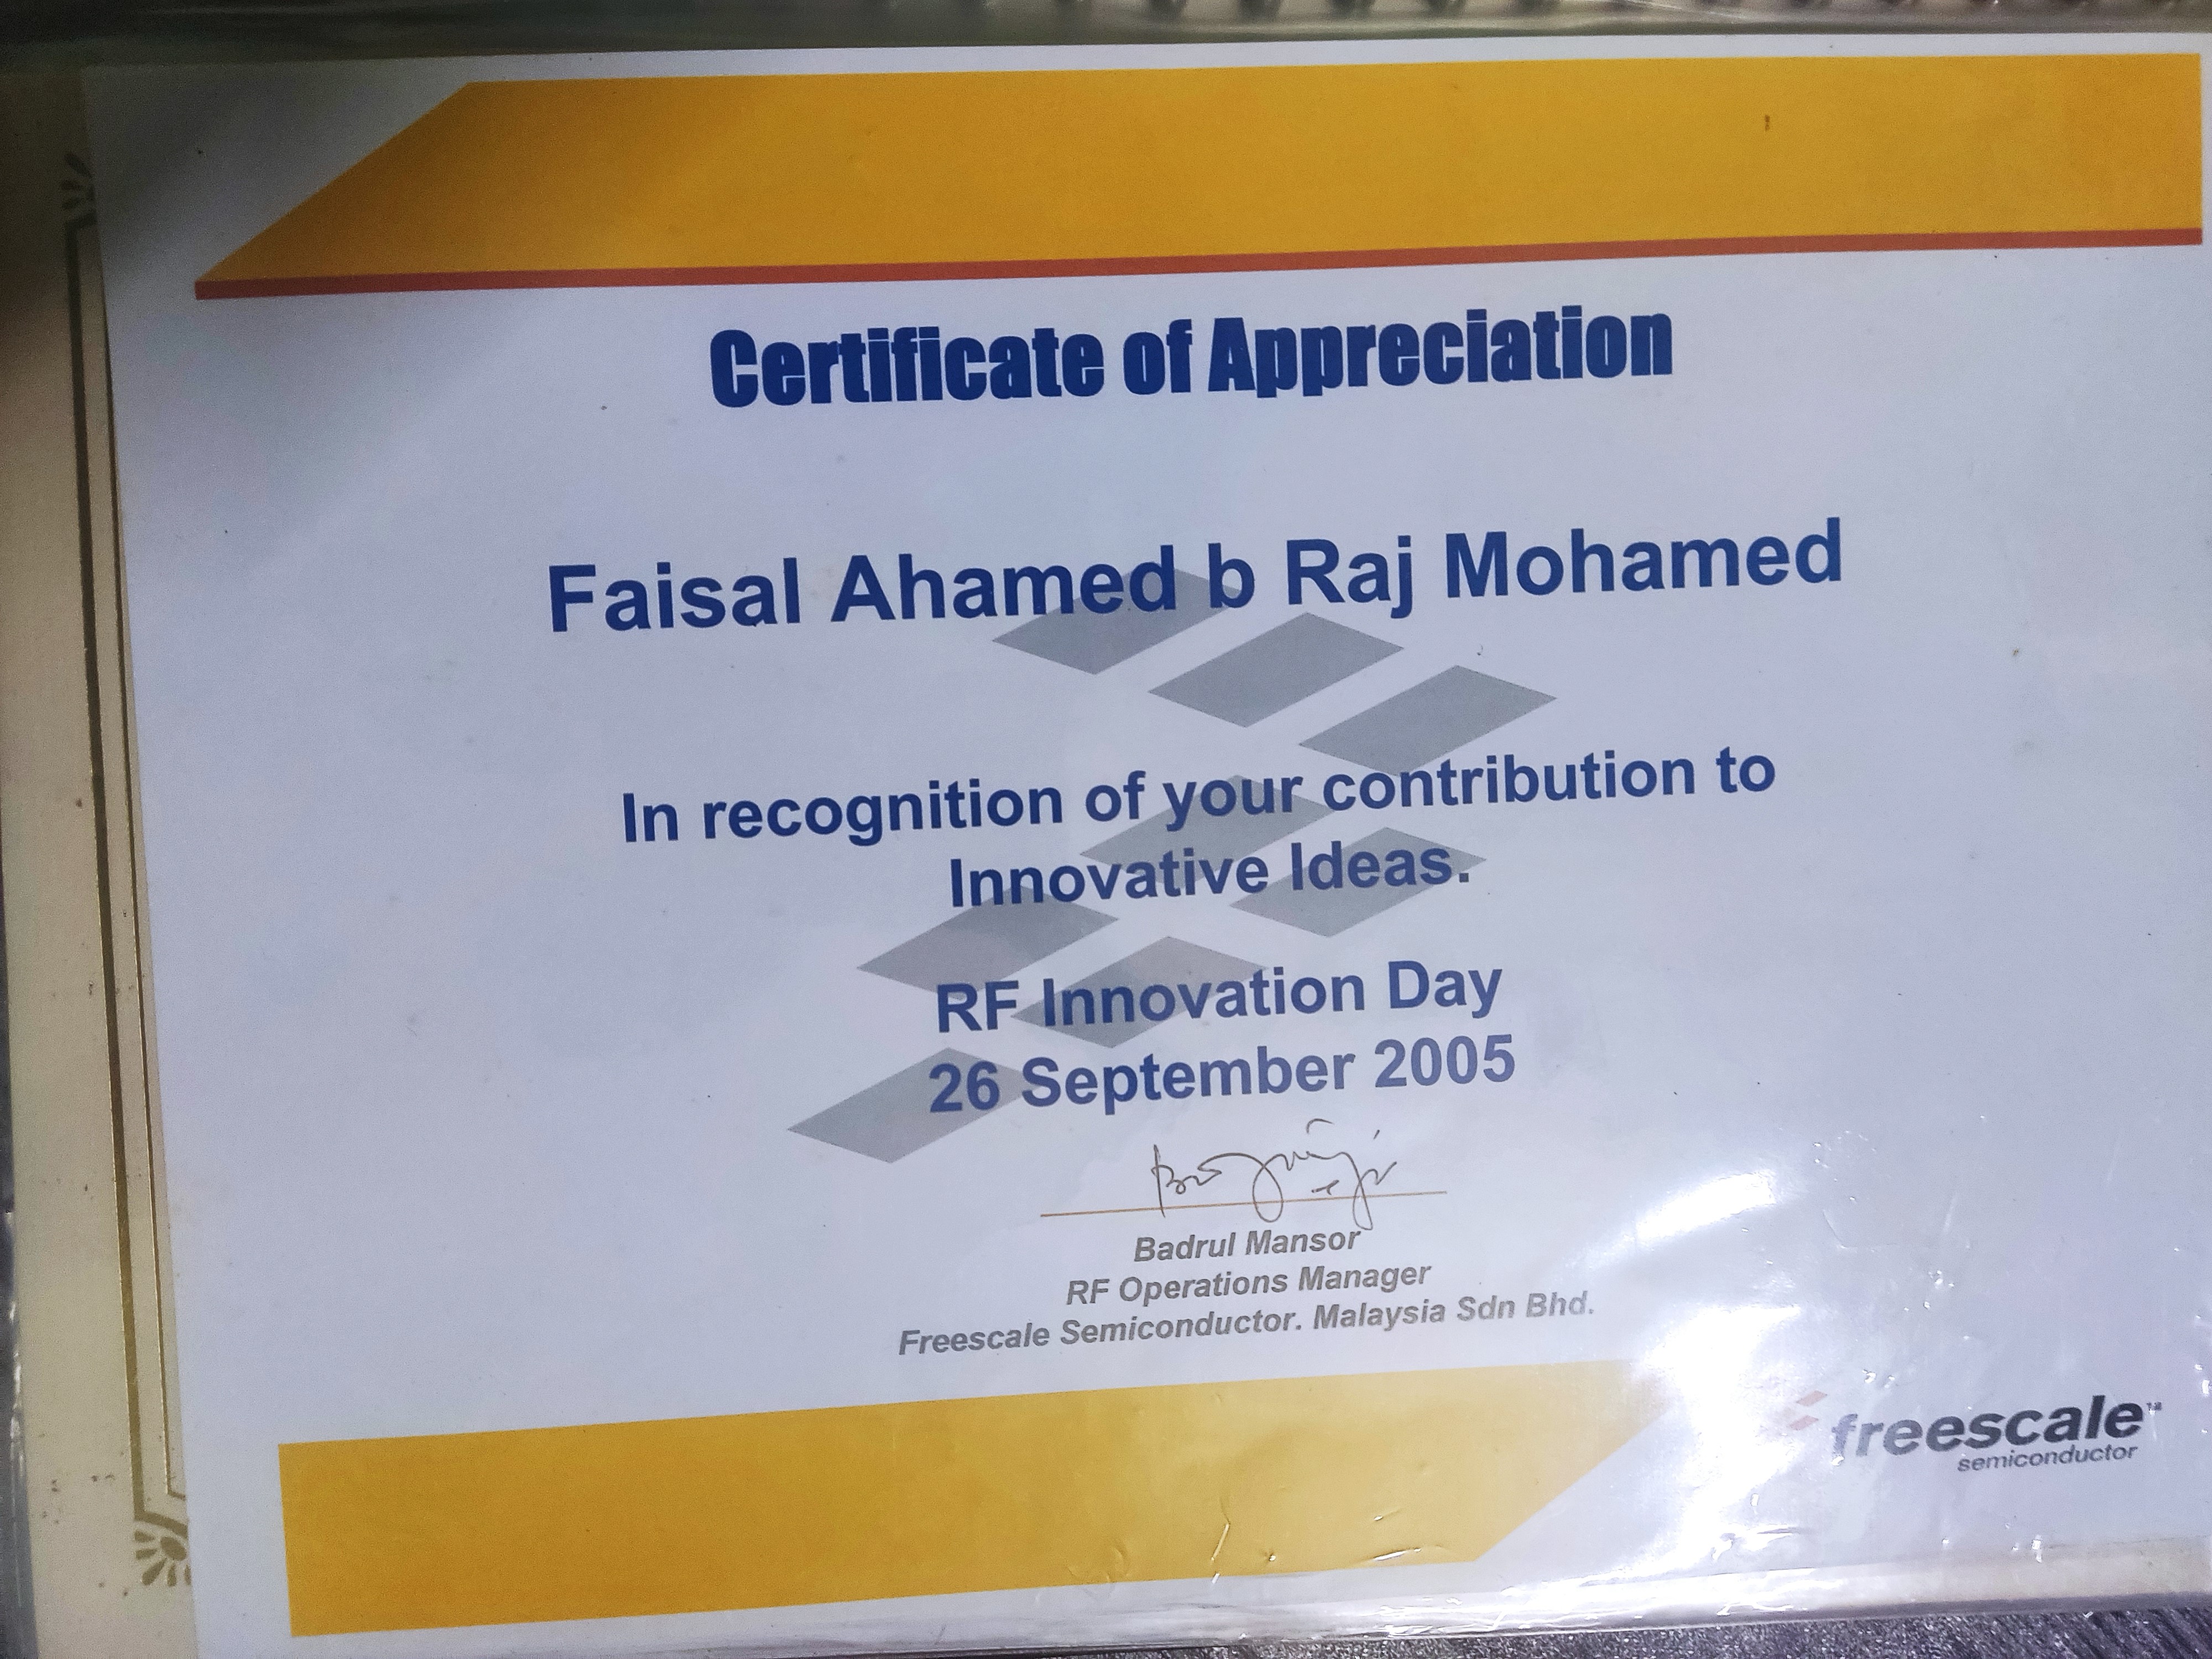 Certificate of Appreciation
Faisal Ahamed b Raj Mohamed
In recognition of your contribution to
Innovative Ideas.
RF Innovation Day
26 September 2005
Badrul Mansor
RF Operations Manager
Freescale Semiconductor. Malaysia Sdn Bhd.
freescale™
semiconductor